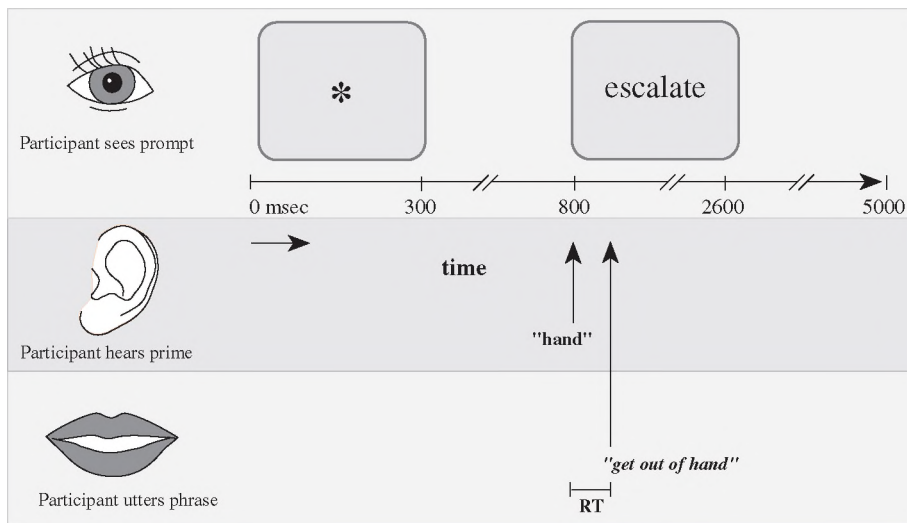 *
escalate
Participant sees prompt
0 msec 300 800 2600 5000
time
"hand"
Participant hears prime
"get out of hand"
Participant utters phrase
RT